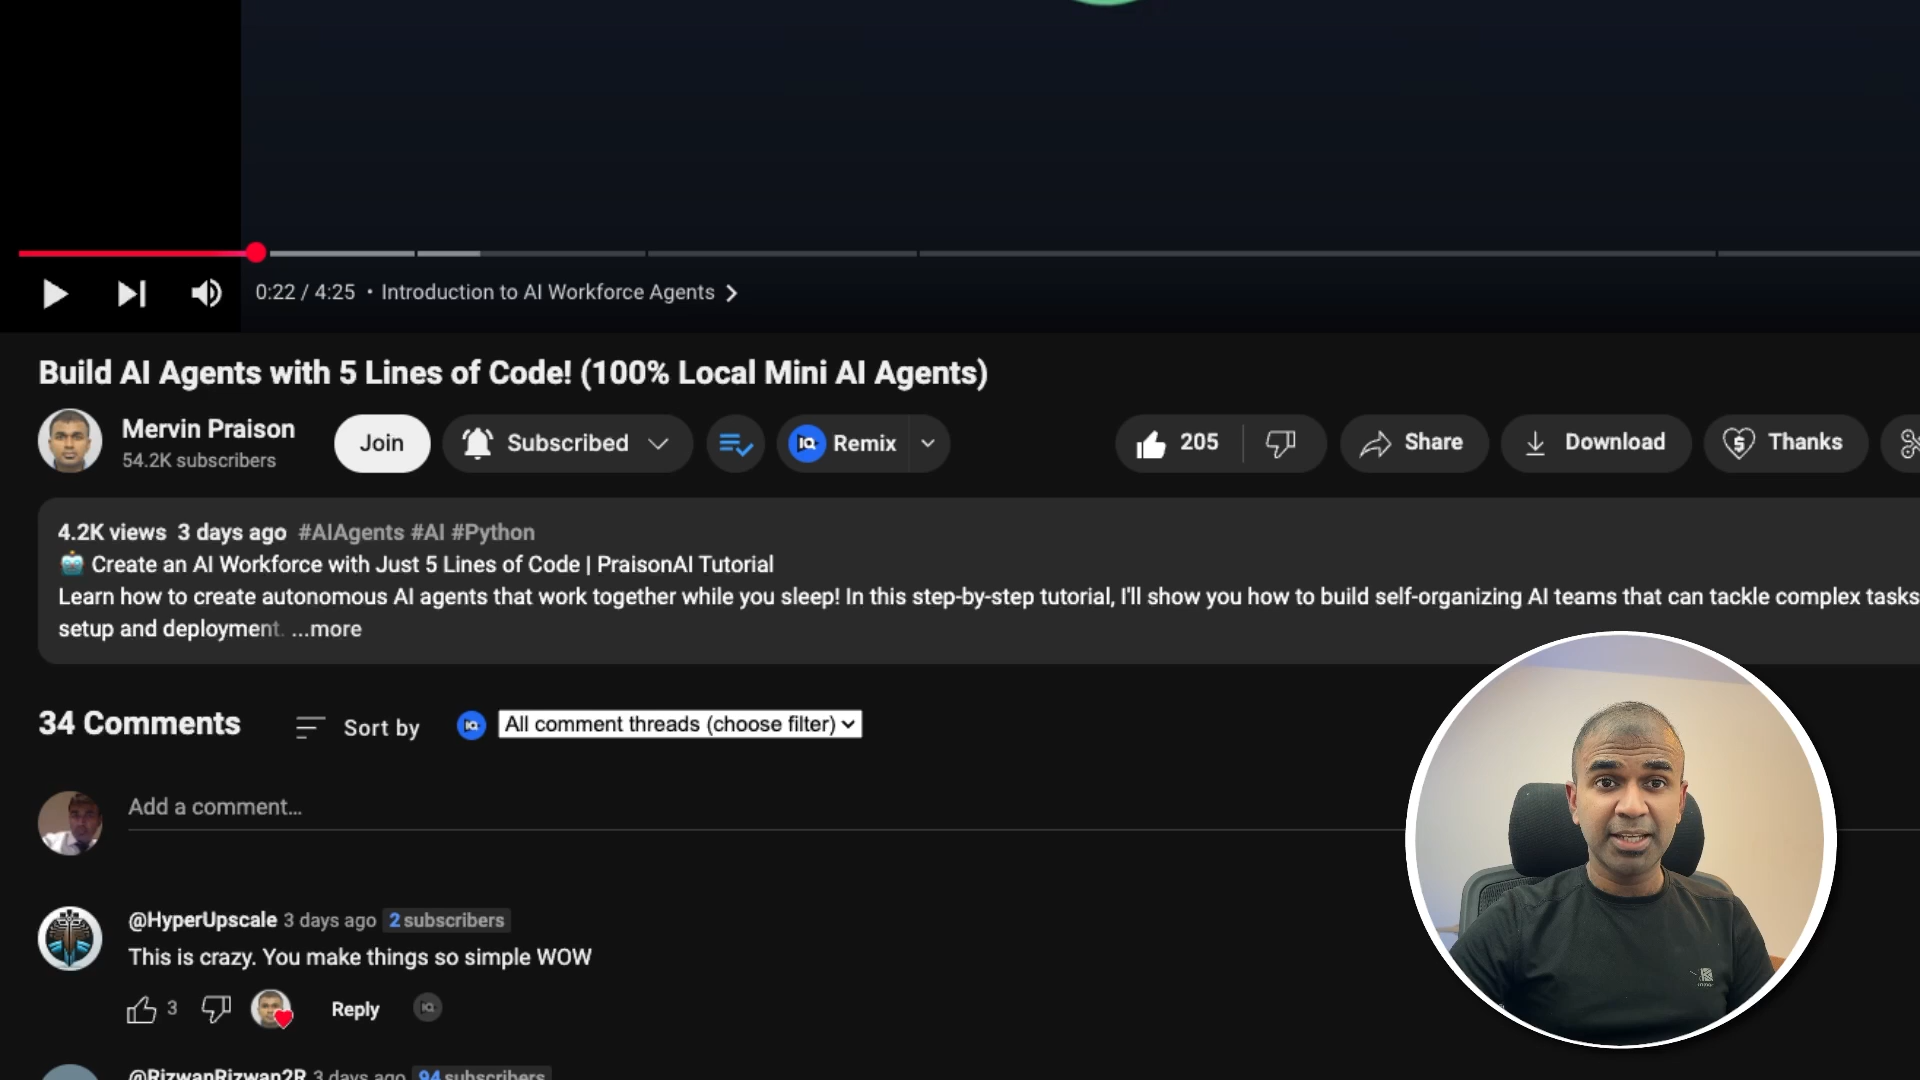 0:22 / 4:25 • Introduction to AI Workforce Agents
Build AI Agents with 5 Lines of Code! (100% Local Mini AI Agents)
Mervin Praison
54.2K subscribers
Join
Subscribed
Remix
205
Share
Download
Thanks
4.2K views 3 days ago #AIAgents #AI #Python
Create an AI Workforce with Just 5 Lines of Code | PraisonAI Tutorial
Learn how to create autonomous AI agents that work together while you sleep! In this step-by-step tutorial, I'll show you how to build self-organizing AI teams that can tackle complex tasks
setup and deployment. ...more
34 Comments
Sort by
All comment threads (choose filter)
Add a comment...
@HyperUpscale 3 days ago 2 subscribers
This is crazy. You make things so simple WOW
3
Reply
@RizwanRizwan2R 3 days ago 94 subscribers